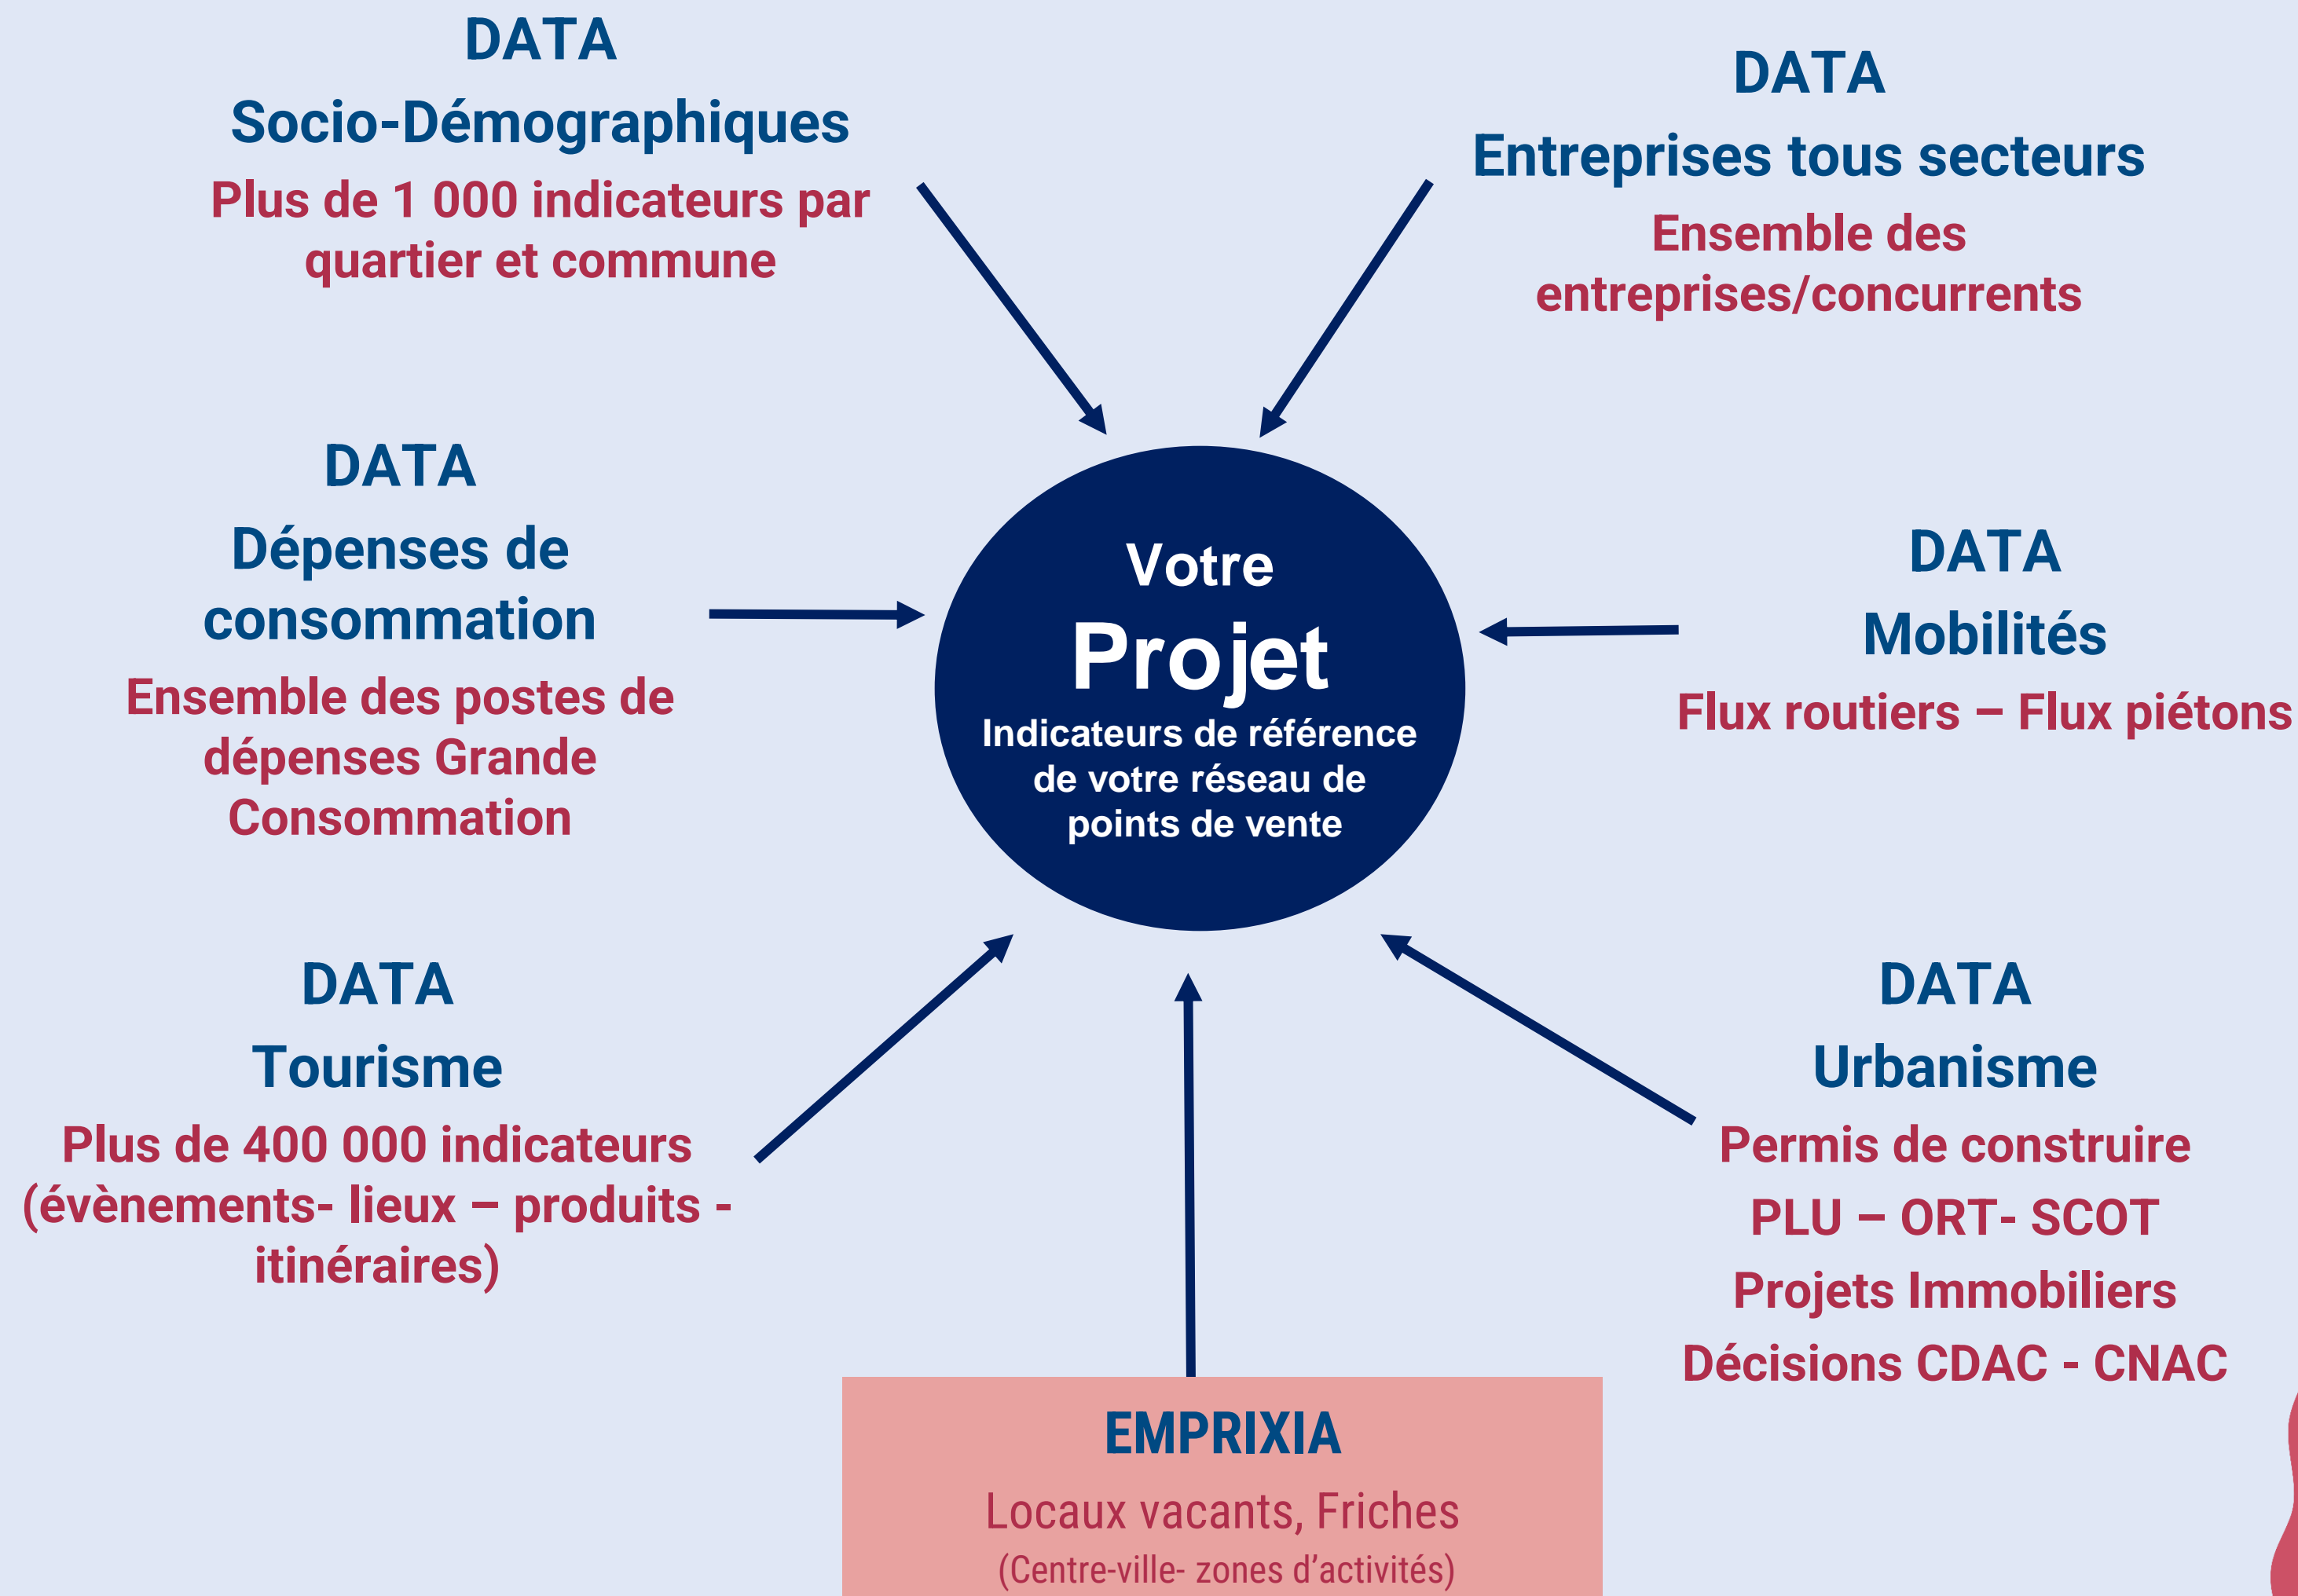 DATA
Socio-Démographiques
Plus de 1 000 indicateurs par
quartier et commune
DATA
Entreprises tous secteurs
Ensemble des
entreprises/concurrents
DATA
Dépenses de
consommation
Ensemble des postes de
dépenses Grande
Consommation
Votre
Projet
Indicateurs de référence
de votre réseau de
points de vente
DATA
Mobilités
Flux routiers – Flux piétons
DATA
Tourisme
Plus de 400 000 indicateurs
(évènements- lieux – produits -
itinéraires)
DATA
Urbanisme
Permis de construire
PLU – ORT- SCOT
Projets Immobiliers
Décisions CDAC - CNAC
EMPRIXIA
Locaux vacants, Friches
(Centre-ville- zones d’activités)